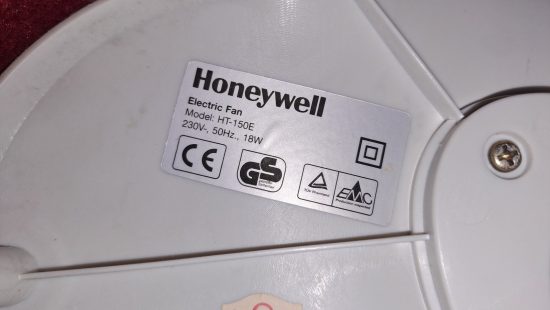 Honeywell
Electric Fan
Model: HT-150E
230V~, 50Hz., 18W
CE
GS
EMC